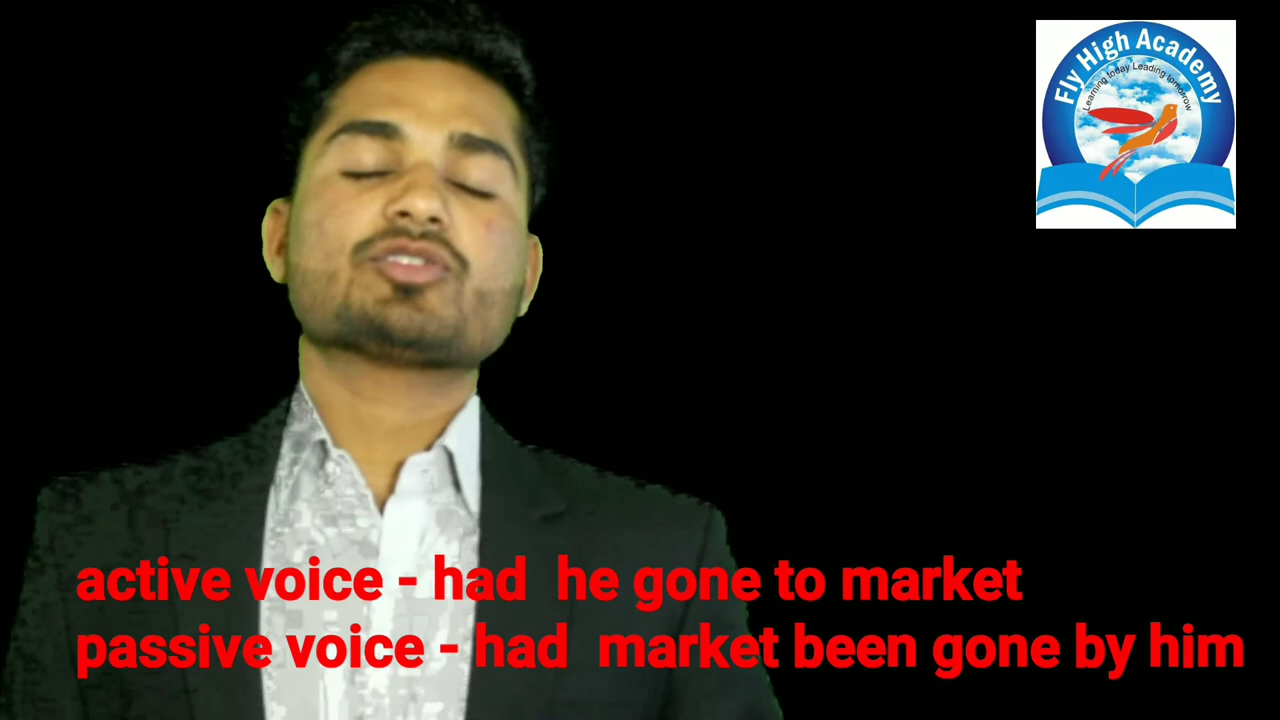 Fly High Academy
Learning today Leading tomorrow
active voice - had he gone to market
passive voice - had market been gone by him